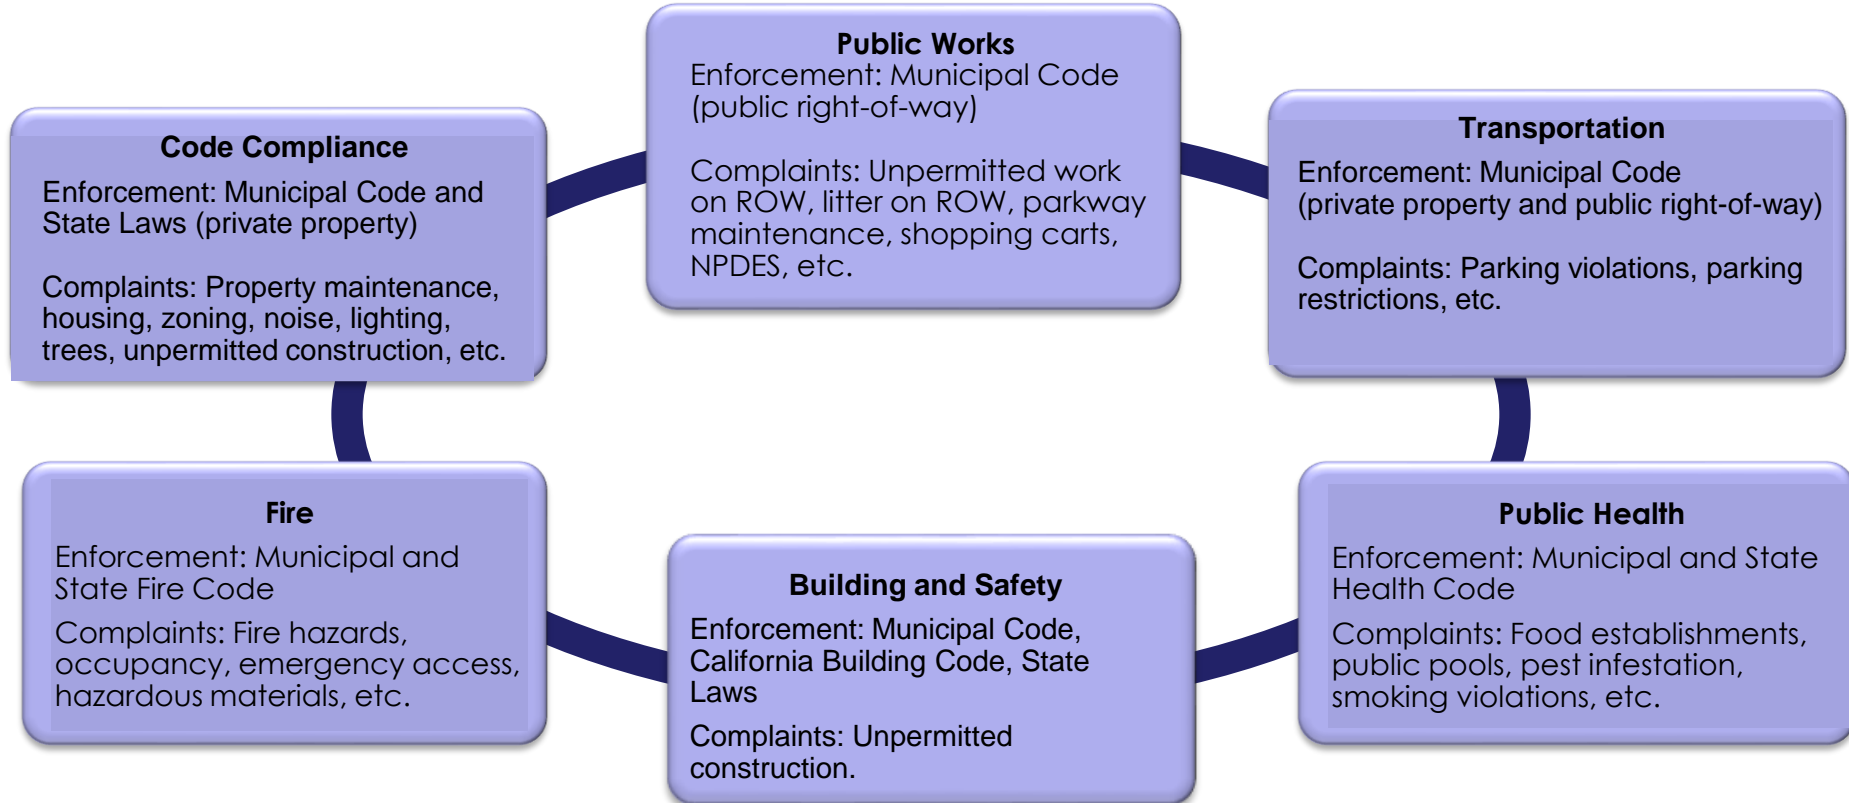 Public Works
Enforcement: Municipal Code
(public right-of-way)
Complaints: Unpermitted work
on ROW, litter on ROW, parkway
maintenance, shopping carts,
NPDES, etc.
Code Compliance
Enforcement: Municipal Code and
State Laws (private property)
Complaints: Property maintenance,
housing, zoning, noise, lighting,
trees, unpermitted construction, etc.
Transportation
Enforcement: Municipal Code
(private property and public right-of-way)
Complaints: Parking violations, parking
restrictions, etc.
Fire
Enforcement: Municipal and
State Fire Code
Complaints: Fire hazards,
occupancy, emergency access,
hazardous materials, etc.
Building and Safety
Enforcement: Municipal Code,
California Building Code, State
Laws
Complaints: Unpermitted
construction.
Public Health
Enforcement: Municipal and State
Health Code
Complaints: Food establishments,
public pools, pest infestation,
smoking violations, etc.